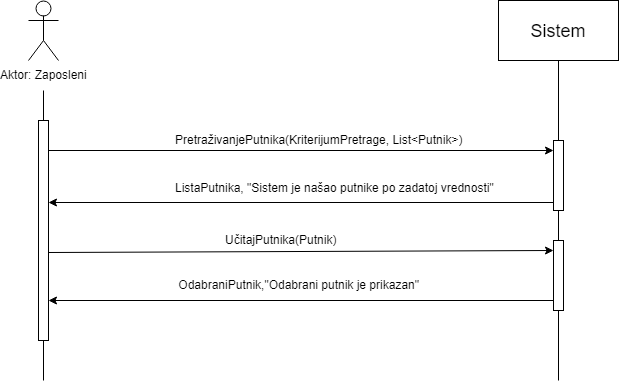 Sistem
Aktor: Zaposleni
PretraživanjePutnika(KriterijumPretrage, List<Putnik>)
ListaPutnika, "Sistem je našao putnike po zadatoj vrednosti"
UčitajPutnika(Putnik)
OdabraniPutnik,"Odabrani putnik je prikazan"